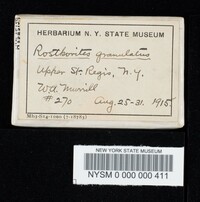 HERBARIUM N. Y. STATE MUSEUM
Rostkovites granulatus
Upper St. Regis, N.Y.
W.A. Murrill
#270 Aug. 25-31. 1915
NEW YORK STATE MUSEUM
NYSM 0 000 000 411